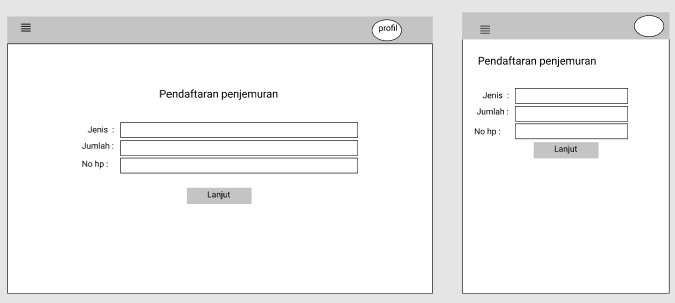 profil
Pendaftaran penjemuran
Jenis :
Jumlah :
No hp :
Lanjut
Pendaftaran penjemuran
Jenis :
Jumlah :
No hp :
Lanjut